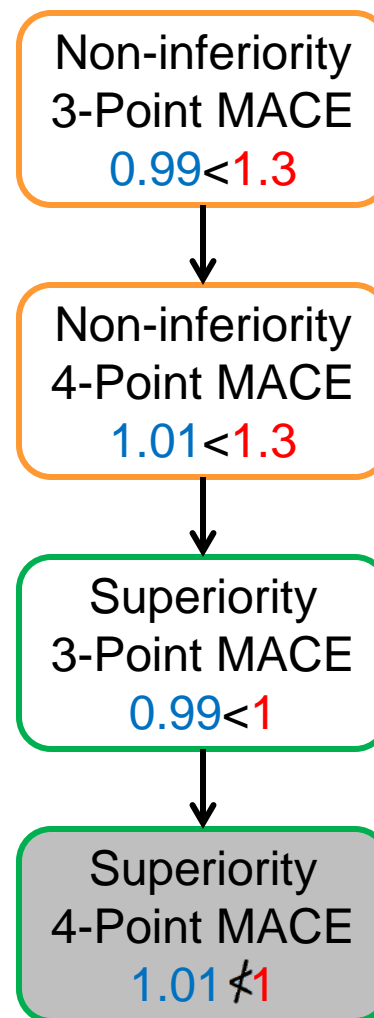 Non-inferiority
3-Point MACE
0.99<1.3
Non-inferiority
4-Point MACE
1.01<1.3
Superiority
3-Point MACE
0.99<1
Superiority
4-Point MACE
1.01≮1